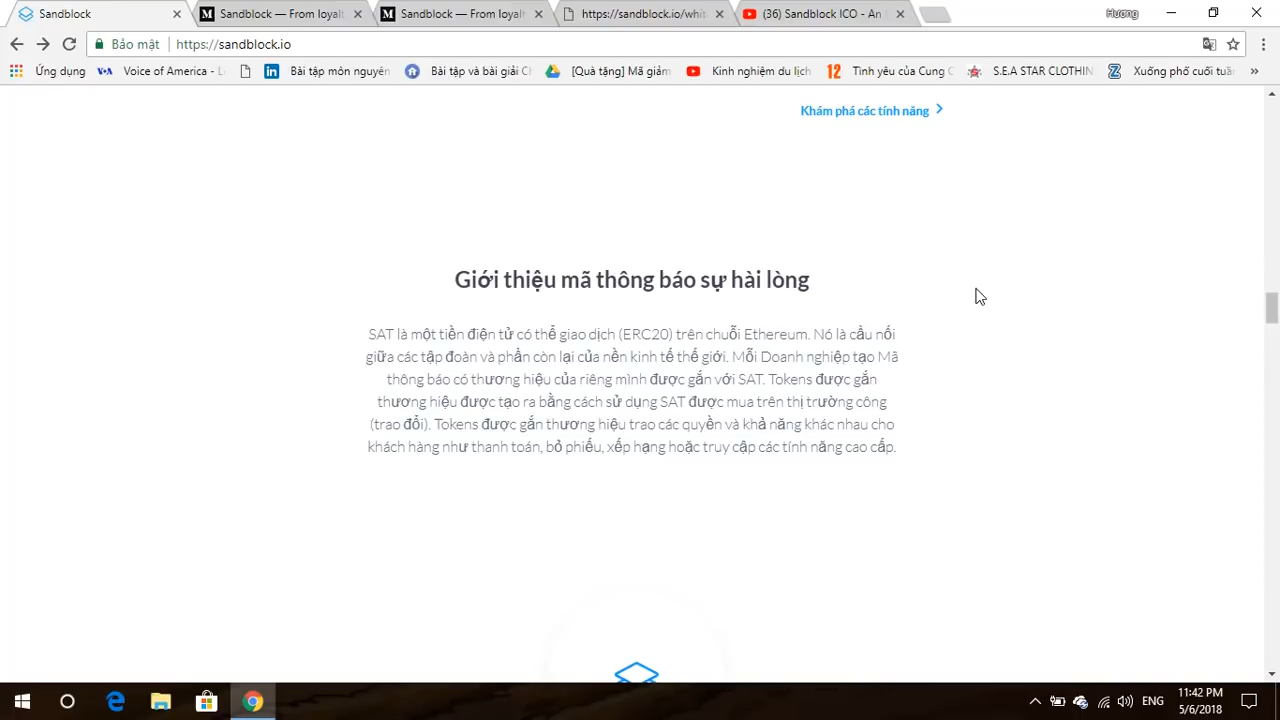 Sandblock
Sandblock — From loyalt
Sandblock — From loyalt
https://sandblock.io/whit
(36) Sandblock ICO - An
Hương
Bảo mật
https://sandblock.io
Ứng dụng
Voice of America - L
Bài tập môn nguyên
Bài tập và bài giải C
[Quà tặng] Mã giảm
Kinh nghiệm du lịch
Tình yêu của Cung
S.E.A STAR CLOTHIN
Xuống phố cuối tuầ
»
Khám phá các tính năng
Giới thiệu mã thông báo sự hài lòng
SAT là một tiền điện tử có thể giao dịch (ERC20) trên chuỗi Ethereum. Nó là cầu nối
giữa các tập đoàn và phần còn lại của nền kinh tế thế giới. Mỗi Doanh nghiệp tạo Mã
thông báo có thương hiệu của riêng mình được gắn với SAT. Tokens được gắn
thương hiệu được tạo ra bằng cách sử dụng SAT được mua trên thị trường công
(trao đổi). Tokens được gắn thương hiệu trao các quyền và khả năng khác nhau cho
khách hàng như thanh toán, bỏ phiếu, xếp hạng hoặc truy cập các tính năng cao cấp.
ENG
11:42 PM
5/6/2018